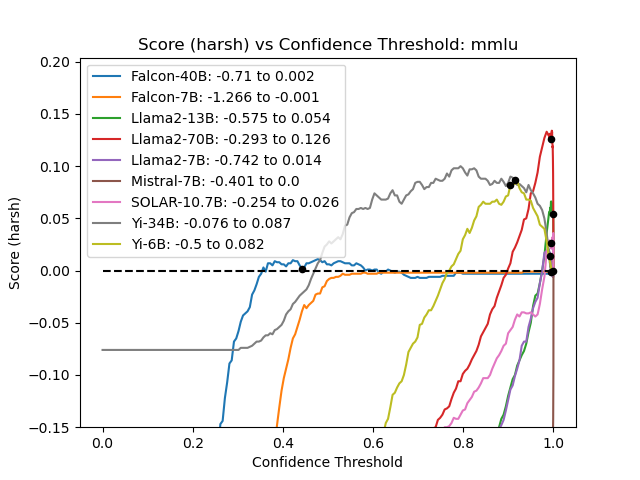 Score (harsh) vs Confidence Threshold: mmlu
Falcon-40B: -0.71 to 0.002
Falcon-7B: -1.266 to -0.001
Llama2-13B: -0.575 to 0.054
Llama2-70B: -0.293 to 0.126
Llama2-7B: -0.742 to 0.014
Mistral-7B: -0.401 to 0.0
SOLAR-10.7B: -0.254 to 0.026
Yi-34B: -0.076 to 0.087
Yi-6B: -0.5 to 0.082
Score (harsh)
0.20
0.15
0.10
0.05
0.00
−0.05
−0.10
−0.15
0.0 0.2 0.4 0.6 0.8 1.0
Confidence Threshold